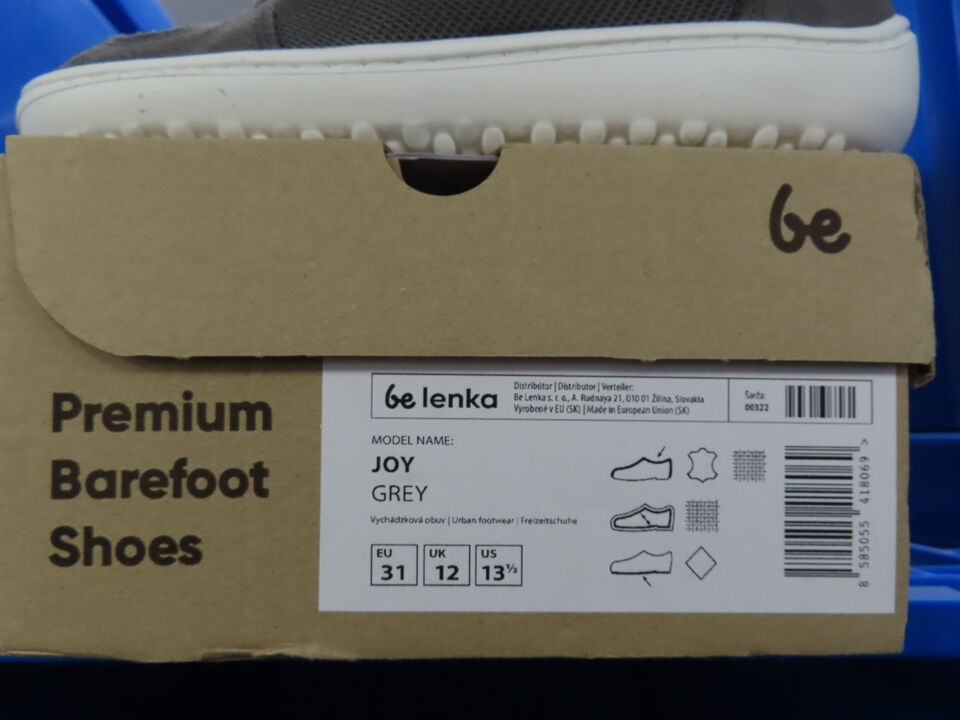 be
Premium
Barefoot
Shoes
be lenka
Distribútor | Distributor | Verteiler:
Be Lenka s. r. o., A. Rudnaya 21, 010 01 Žilina, Slovakia
Vyrobené v EU (SK) | Made in European Union (SK)
Šarža:
00322
MODEL NAME:
JOY
GREY
Vychádzková obuv | Urban footwear | Freizeitschuhe
EU
31
UK
12
US
13½
8 585055 418069 >